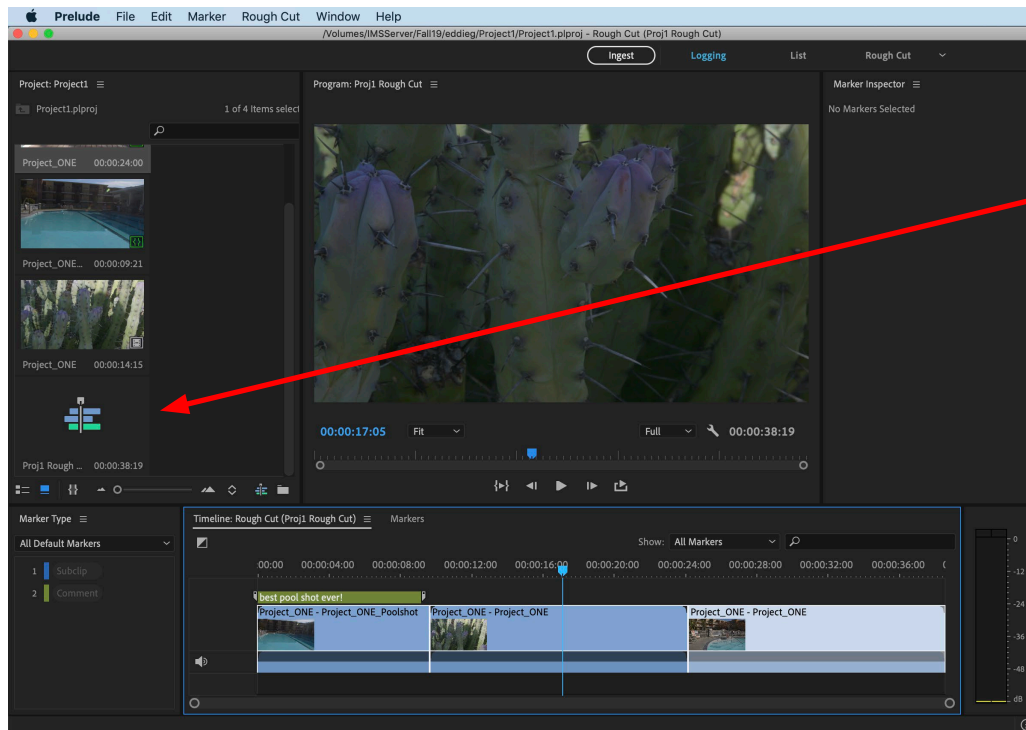 Prelude File Edit Marker Rough Cut Window Help
/Volumes/IMSServer/Fall19/eddieg/Project1/Project1.plproj - Rough Cut (Proj1 Rough Cut)
Ingest Logging List Rough Cut
Project: Project1
Program: Proj1 Rough Cut
Marker Inspector
Project1.plproj 1 of 4 Items select
No Markers Selected
Project_ONE 00:00:24:00
Project_ONE... 00:00:09:21
Project_ONE 00:00:14:15
Proj1 Rough ... 00:00:38:19
00:00:17:05 Fit Full 00:00:38:19
Marker Type
Timeline: Rough Cut (Proj1 Rough Cut) Markers
All Default Markers
Show: All Markers
1 Subclip
2 Comment
:00:00 00:00:04:00 00:00:08:00 00:00:12:00 00:00:16:00 00:00:20:00 00:00:24:00 00:00:28:00 00:00:32:00 00:00:36:00
best pool shot ever!
Project_ONE - Project_ONE_Poolshot Project_ONE - Project_ONE Project_ONE - Project_ONE
0
-12
-24
-36
-48
dB